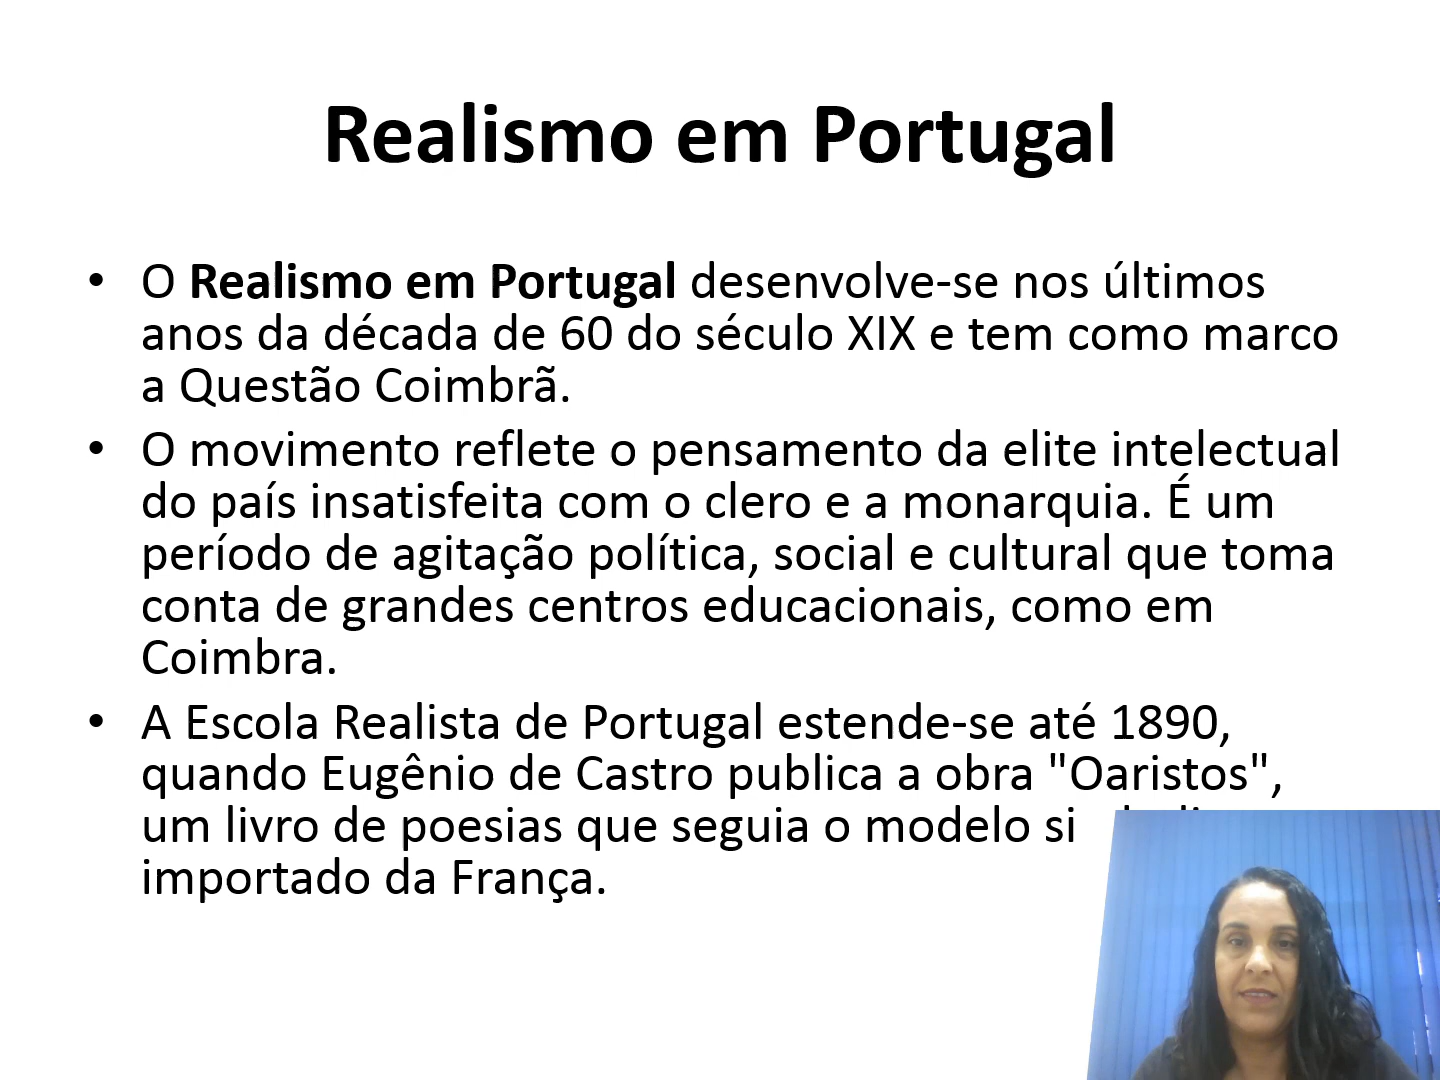 Realismo em Portugal
• O Realismo em Portugal desenvolve-se nos últimos
anos da década de 60 do século XIX e tem como marco
a Questão Coimbrã.
• O movimento reflete o pensamento da elite intelectual
do país insatisfeita com o clero e a monarquia. É um
período de agitação política, social e cultural que toma
conta de grandes centros educacionais, como em
Coimbra.
• A Escola Realista de Portugal estende-se até 1890,
quando Eugênio de Castro publica a obra "Oaristos",
um livro de poesias que seguia o modelo
importado da França.